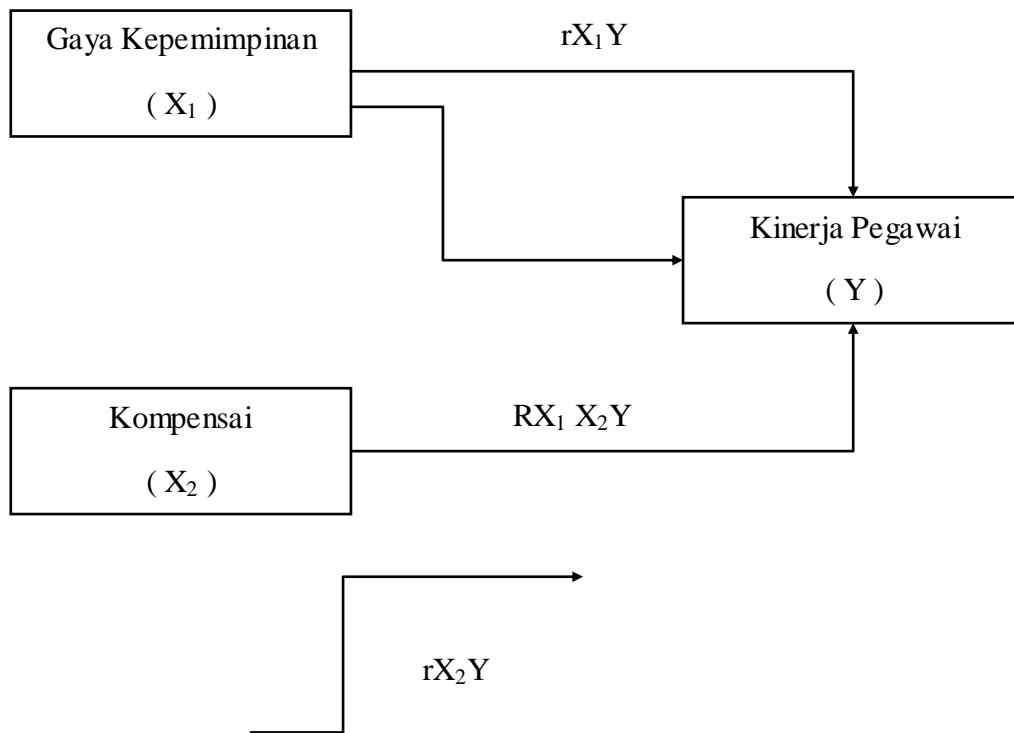 Gaya Kepemimpinan
( X₁ )
rX₁Y
Kinerja Pegawai
( Y )
Kompensai
( X₂ )
RX₁ X₂Y
rX₂Y